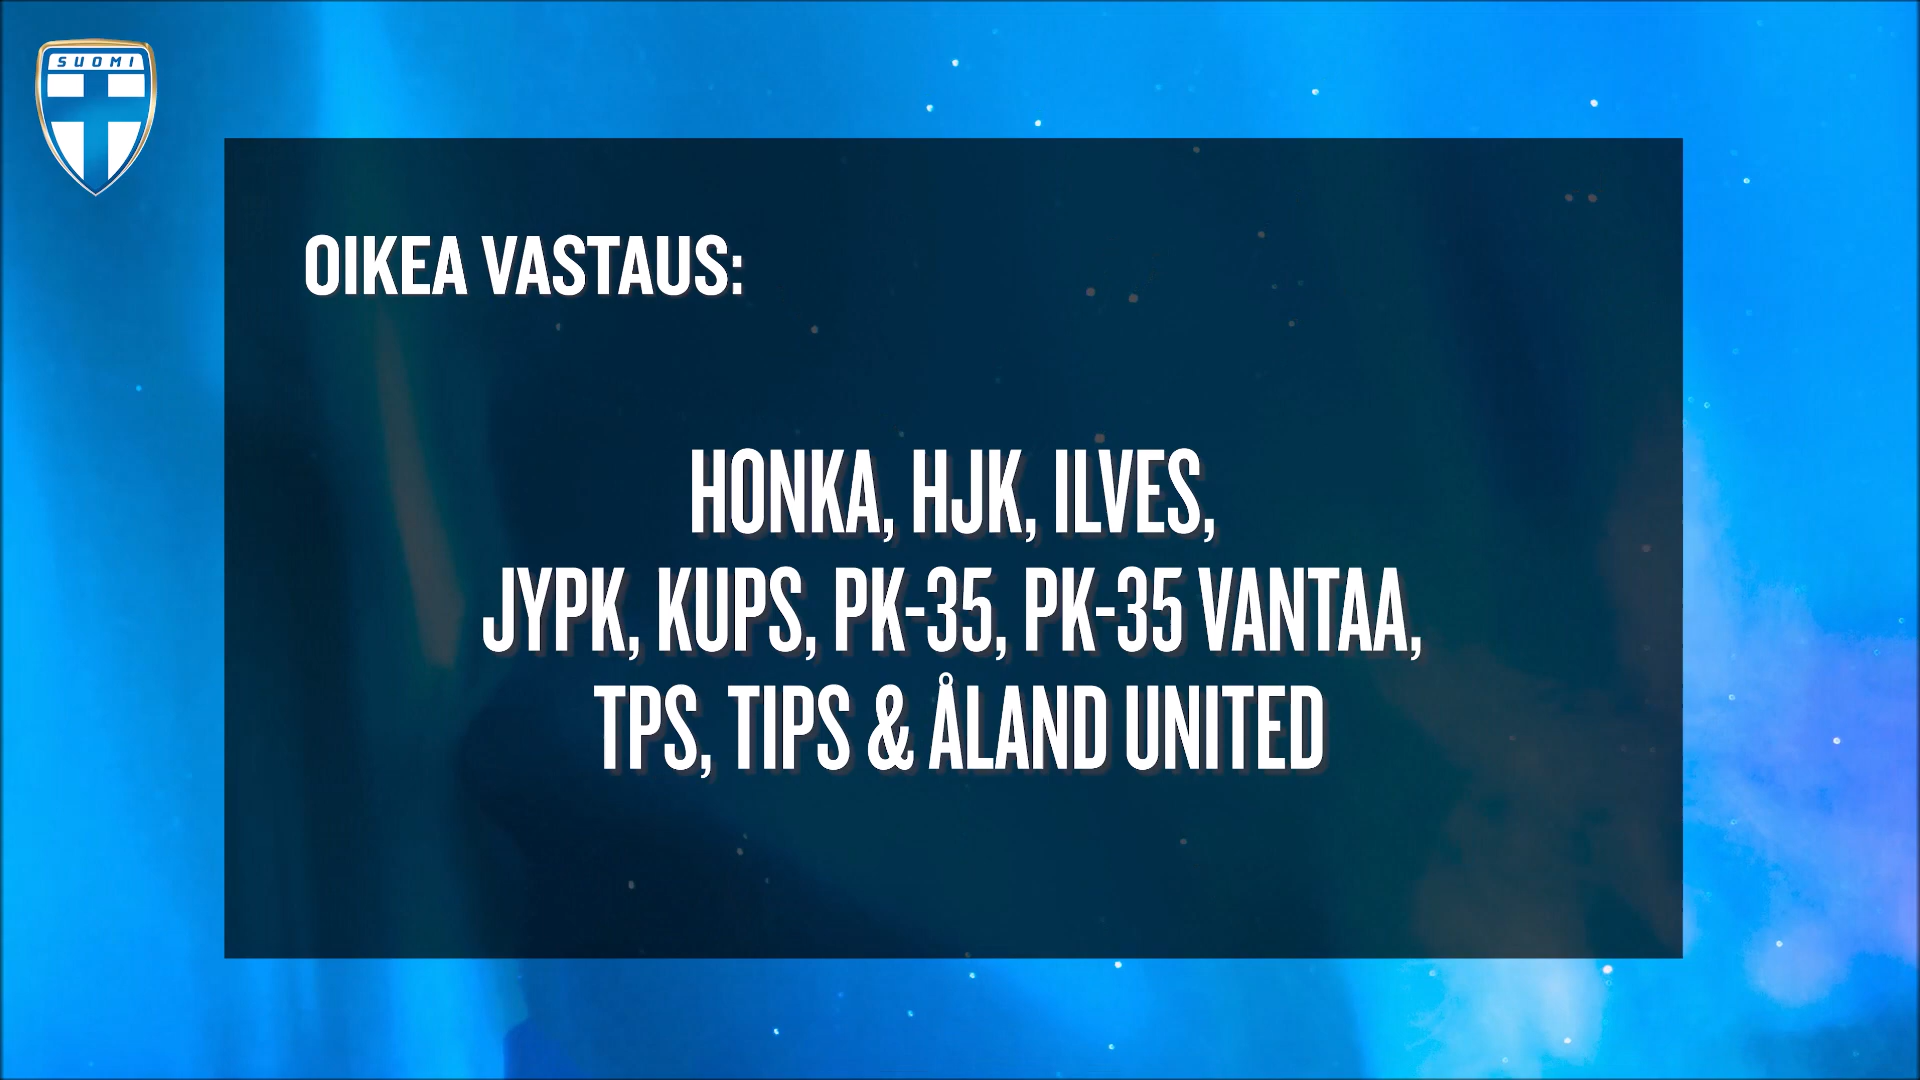 SUOMI
OIKEA VASTAUS:
HONKA, HJK, ILVES,
JYPK, KUPS, PK-35, PK-35 VANTAA,
TPS, TIPS & ÅLAND UNITED